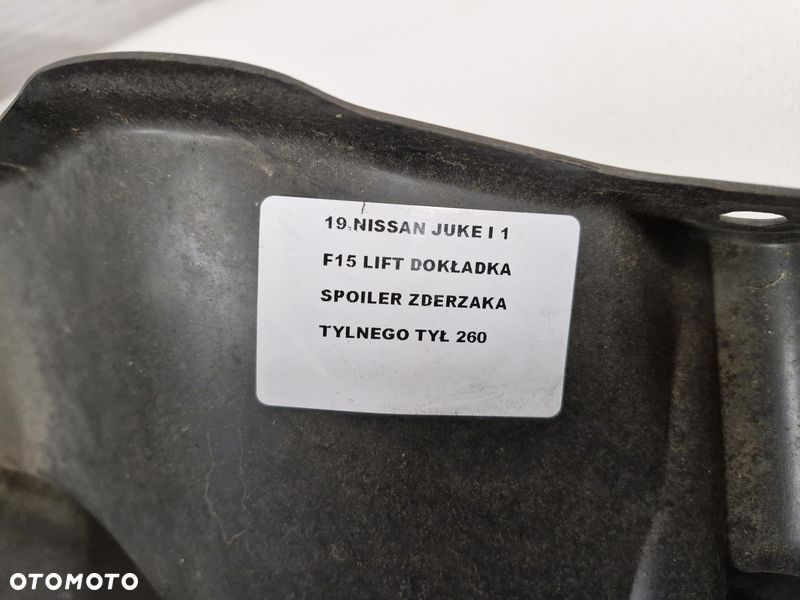 19.NISSAN JUKE I 1
F15 LIFT DOKŁADKA
SPOILER ZDERZAKA
TYLNEGO TYŁ 260
OTOMOTO